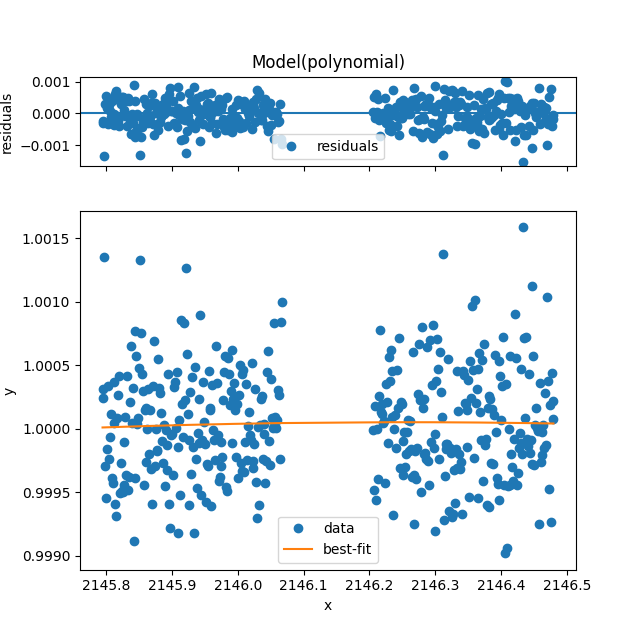 Model(polynomial)
0.001
0.000
−0.001
residuals
residuals
1.0015
1.0010
1.0005
1.0000
0.9995
0.9990
y
data
best-fit
2145.8 2145.9 2146.0 2146.1 2146.2 2146.3 2146.4 2146.5
x